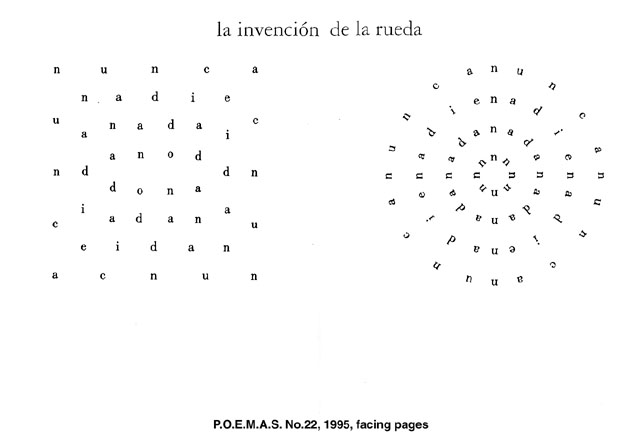 la invención de la rueda
n u n c a
n a d i e
u n a d a c
a i
a n o d
n d d n
d o n a
i a
c a d a n u
e i d a n
a c n u n
n u n c a n u n c a n u n c a n u n c a
n a d i e n a d i e n a d i e n a d i e
n a d a n a d a n a d a n a d a
n n n n n n n n
P.O.E.M.A.S. No.22, 1995, facing pages